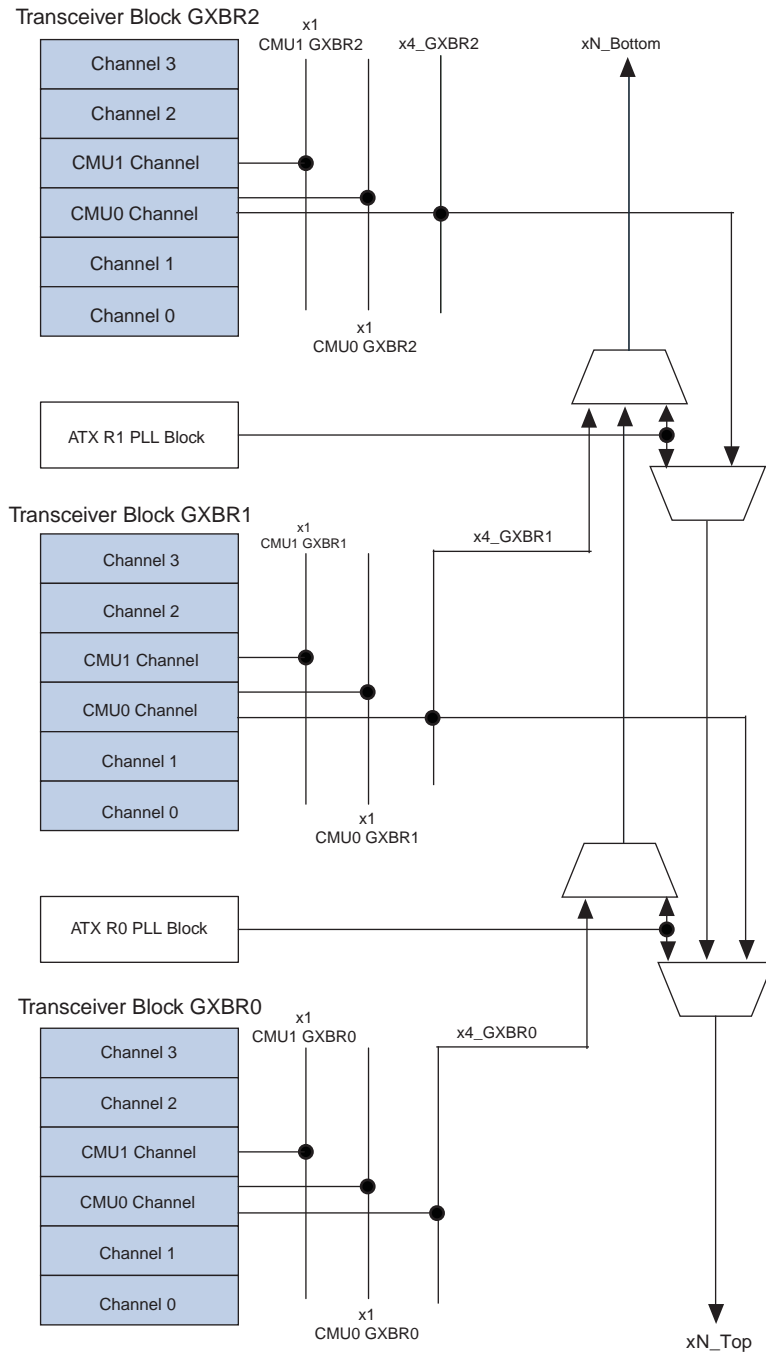 Transceiver Block GXBR2
x1
CMU1 GXBR2
x4_GXBR2
xN_Bottom
Channel 3
Channel 2
CMU1 Channel
CMU0 Channel
Channel 1
Channel 0
x1
CMU0 GXBR2
ATX R1 PLL Block
Transceiver Block GXBR1
x1
CMU1 GXBR1
x4_GXBR1
Channel 3
Channel 2
CMU1 Channel
CMU0 Channel
Channel 1
Channel 0
x1
CMU0 GXBR1
ATX R0 PLL Block
Transceiver Block GXBR0
x1
CMU1 GXBR0
x4_GXBR0
Channel 3
Channel 2
CMU1 Channel
CMU0 Channel
Channel 1
Channel 0
x1
CMU0 GXBR0
xN_Top